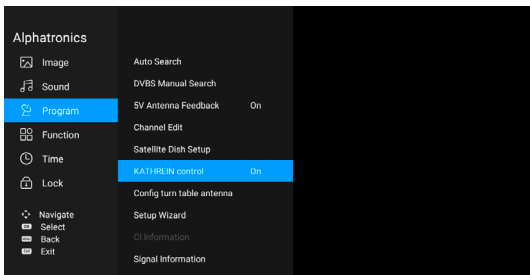 Alphatronics
Image
Sound
Program
Function
Time
Lock
Navigate
OK Select
MENU Back
EXIT Exit
Auto Search
DVBS Manual Search
5V Antenna Feedback On
Channel Edit
Satellite Dish Setup
KATHREIN control On
Config turn table antenna
Setup Wizard
CI Information
Signal Information